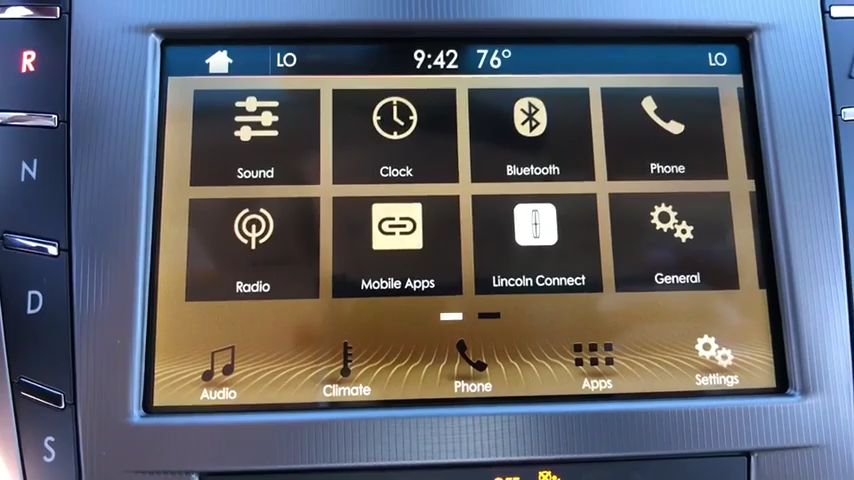 R
N
D
S
LO 9:42 76° LO
Sound Clock Bluetooth Phone
Radio Mobile Apps Lincoln Connect General
Audio Climate Phone Apps Settings
OFF